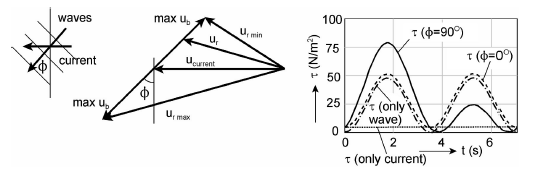 waves
current
ϕ
max u_b
u_r min
u_r
u_current
ϕ
max u_b
u_r max
τ (N/m²)
100
75
50
25
0
0
2
4
6
t (s)
τ (ϕ=90°)
τ (ϕ=0°)
τ (only
wave)
τ (only current)